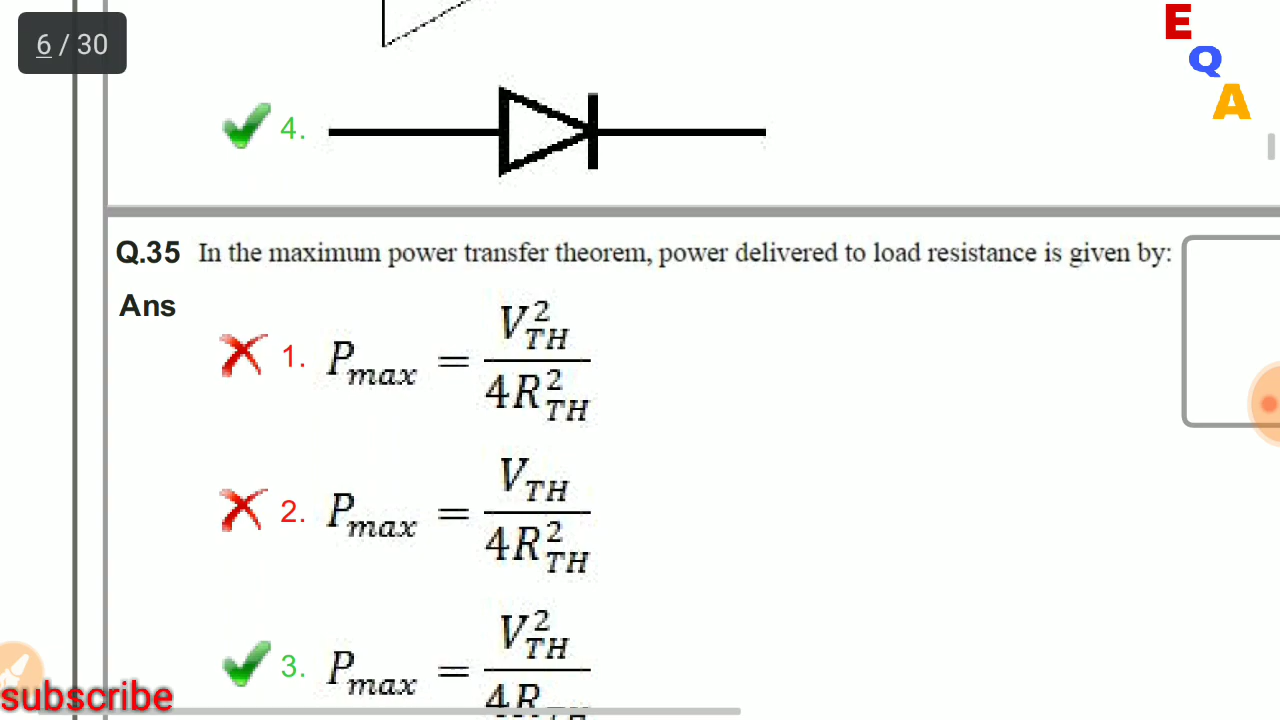 6 / 30
E
Q
A
4.
Q.35 In the maximum power transfer theorem, power delivered to load resistance is given by:
Ans
1. P_max = V_TH^2 / 4R_TH^2
2. P_max = V_TH / 4R_TH^2
3. P_max = V_TH^2 / 4R_TH
subscribe